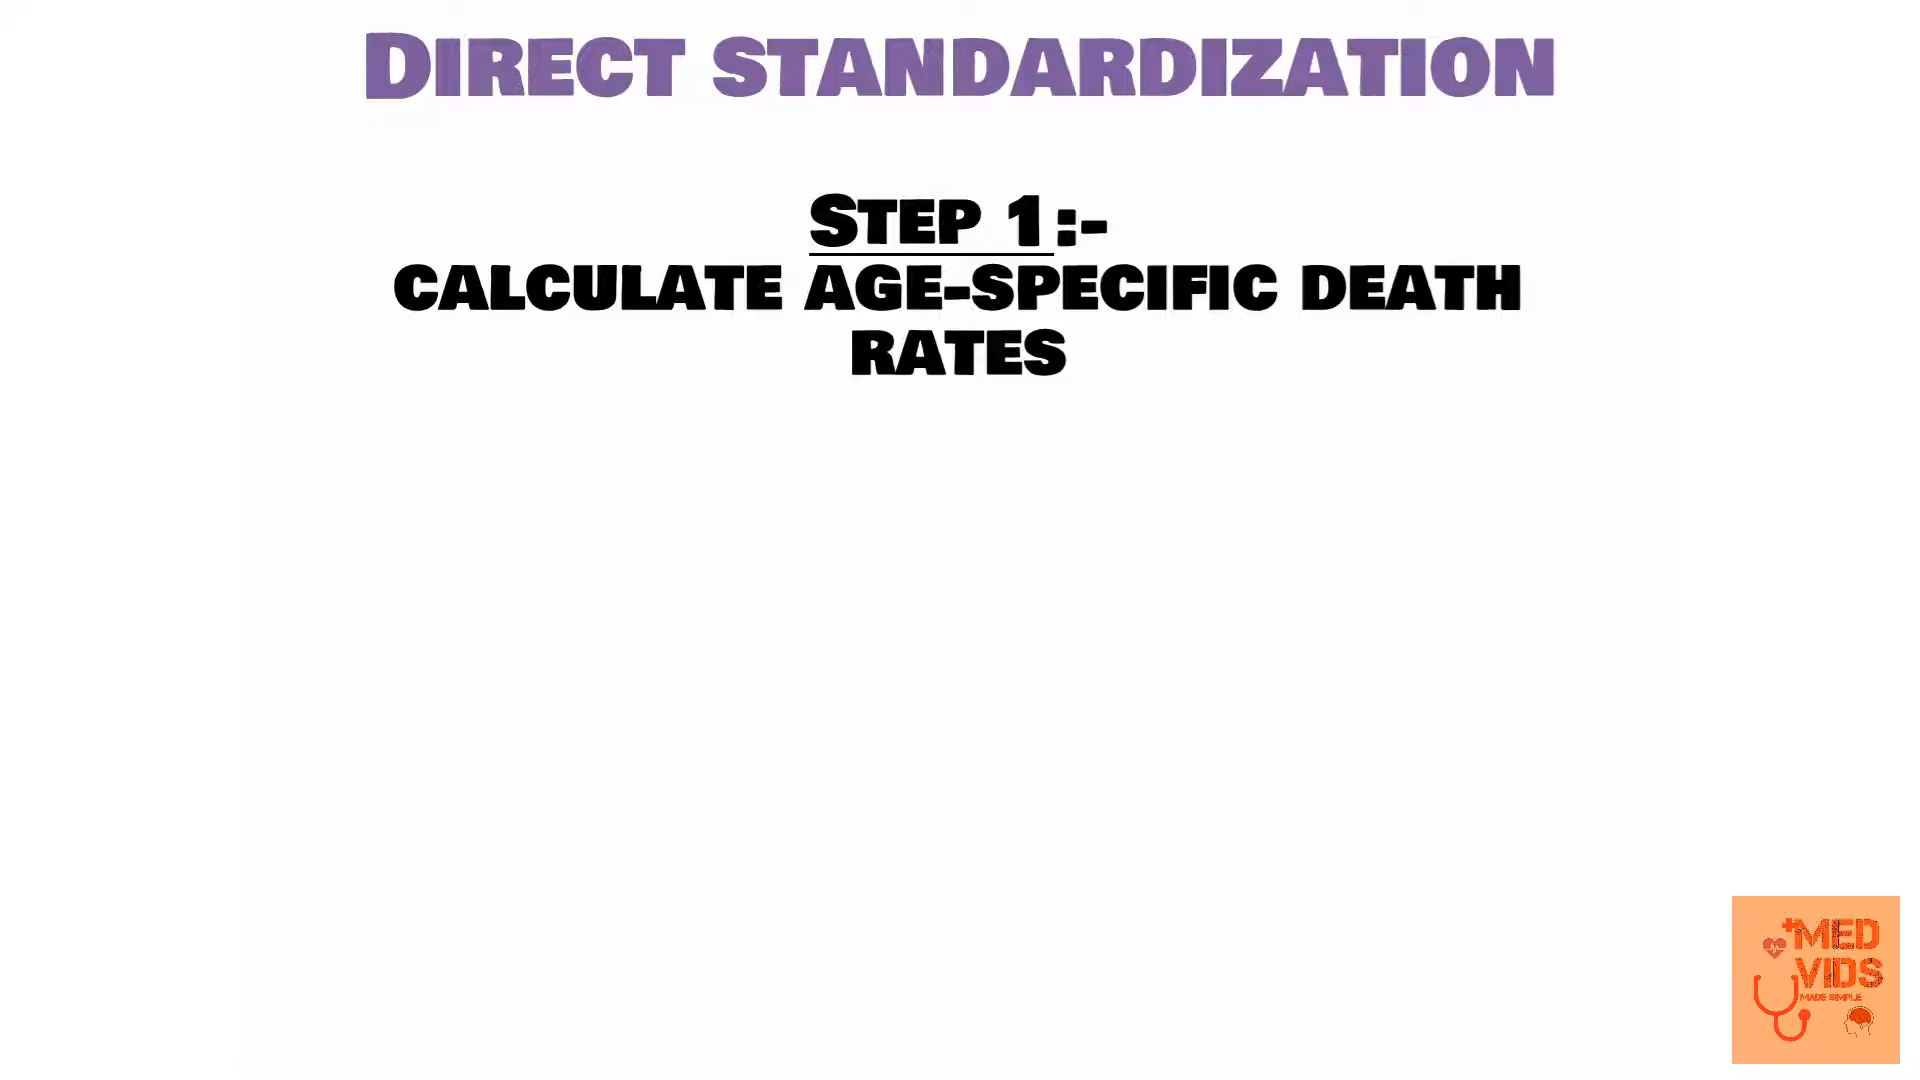 DIRECT STANDARDIZATION
STEP 1:-
CALCULATE AGE-SPECIFIC DEATH
RATES
MED
VIDS
MADE SIMPLE